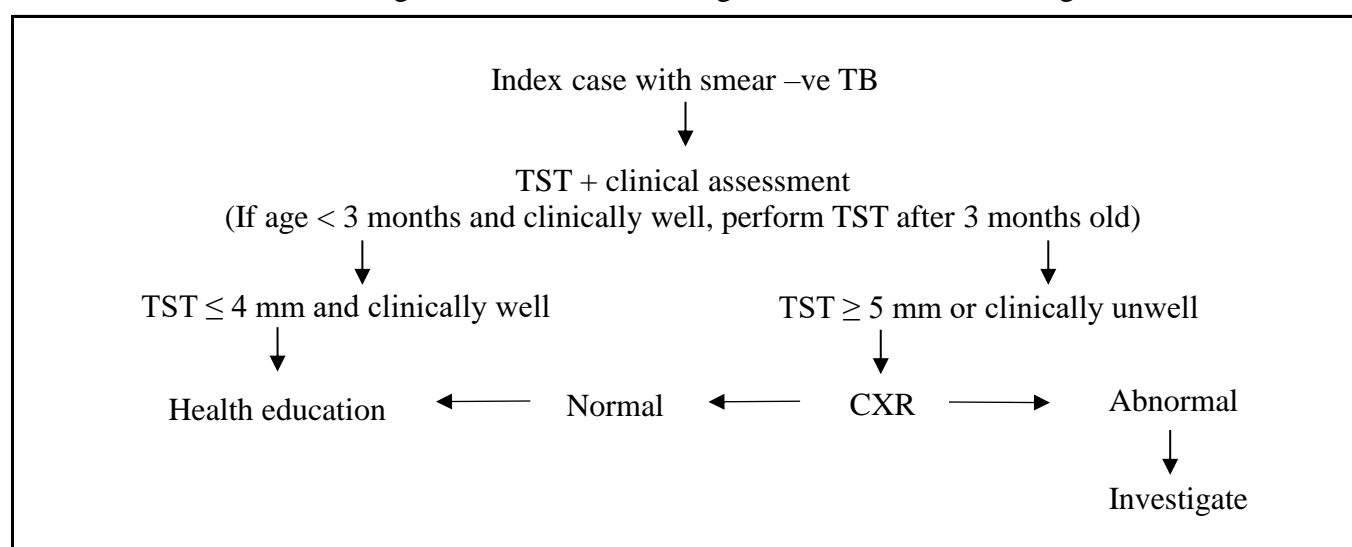 Index case with smear –ve TB
TST + clinical assessment
(If age < 3 months and clinically well, perform TST after 3 months old)
TST ≤ 4 mm and clinically well
TST ≥ 5 mm or clinically unwell
Health education
Normal
CXR
Abnormal
Investigate